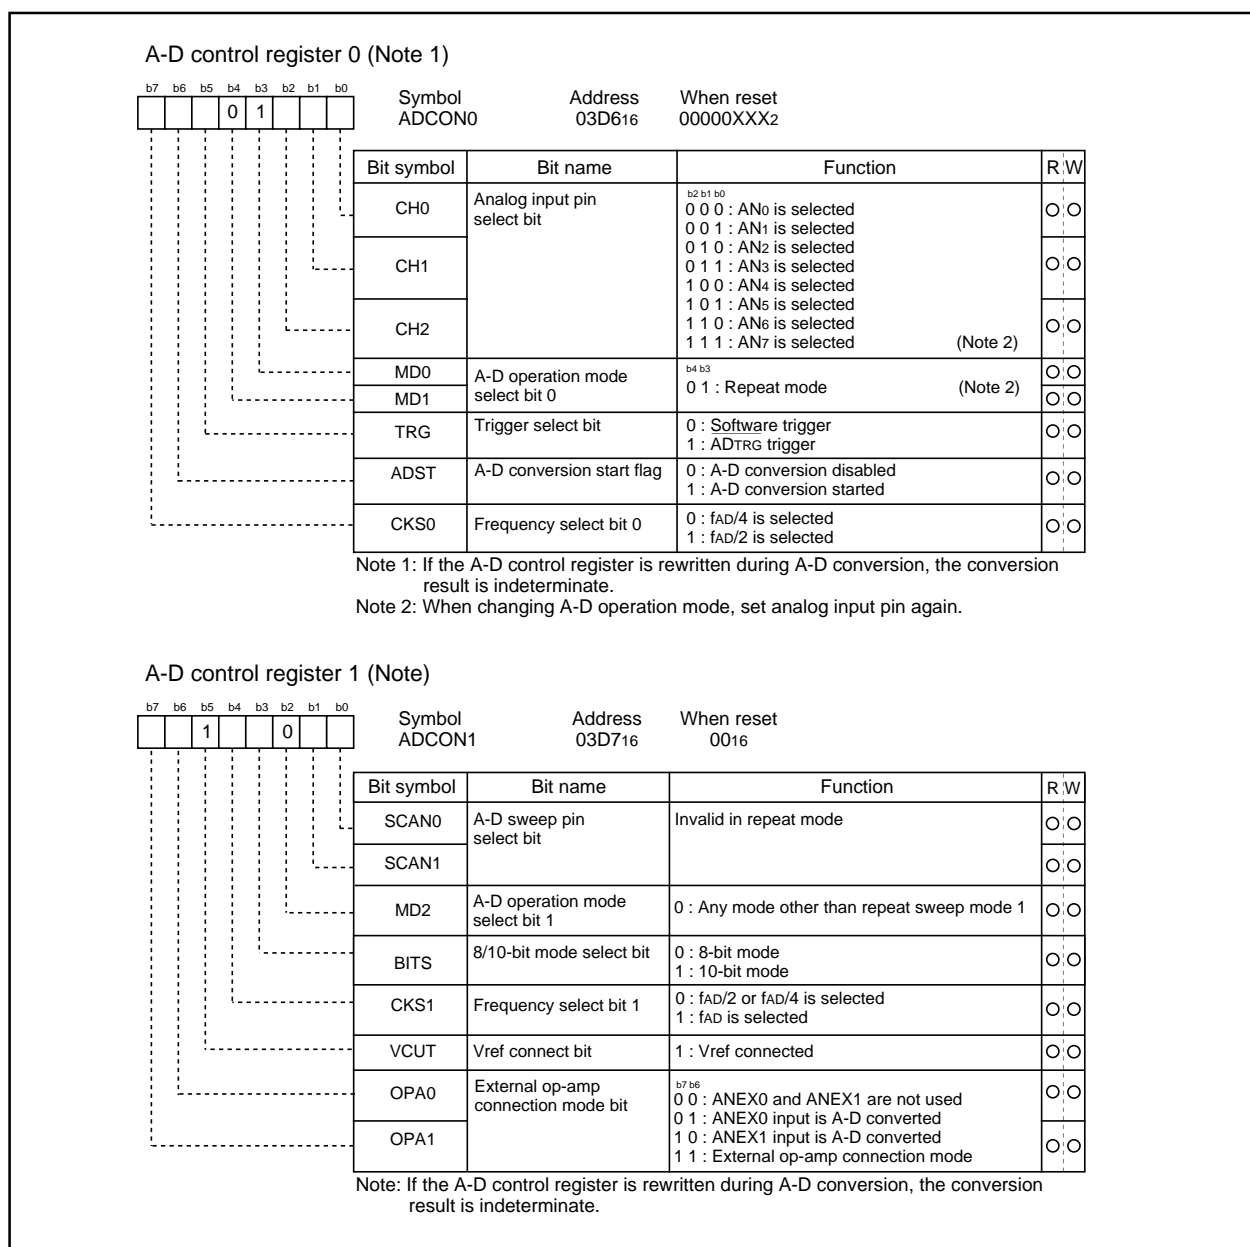 A-D control register 0 (Note 1)
b7 b6 b5 b4 b3 b2 b1 b0
0 1
Symbol Address When reset
ADCON0 03D616 00000XXX2
Bit symbol Bit name Function R W
CH0 Analog input pin select bit
b2 b1 b0
0 0 0 : AN0 is selected
0 0 1 : AN1 is selected
0 1 0 : AN2 is selected
CH1 0 1 1 : AN3 is selected
1 0 0 : AN4 is selected
1 0 1 : AN5 is selected
CH2 1 1 0 : AN6 is selected
1 1 1 : AN7 is selected (Note 2)
MD0 A-D operation mode select bit 0
b4 b3
0 1 : Repeat mode (Note 2)
MD1
TRG Trigger select bit 0 : Software trigger
1 : ADTRG trigger
ADST A-D conversion start flag 0 : A-D conversion disabled
1 : A-D conversion started
CKS0 Frequency select bit 0 0 : fAD/4 is selected
1 : fAD/2 is selected
Note 1: If the A-D control register is rewritten during A-D conversion, the conversion
result is indeterminate.
Note 2: When changing A-D operation mode, set analog input pin again.
A-D control register 1 (Note)
b7 b6 b5 b4 b3 b2 b1 b0
1 0
Symbol Address When reset
ADCON1 03D716 0016
Bit symbol Bit name Function R W
SCAN0 A-D sweep pin select bit Invalid in repeat mode
SCAN1
MD2 A-D operation mode select bit 1 0 : Any mode other than repeat sweep mode 1
BITS 8/10-bit mode select bit 0 : 8-bit mode
1 : 10-bit mode
CKS1 Frequency select bit 1 0 : fAD/2 or fAD/4 is selected
1 : fAD is selected
VCUT Vref connect bit 1 : Vref connected
OPA0 External op-amp connection mode bit
b7 b6
0 0 : ANEX0 and ANEX1 are not used
0 1 : ANEX0 input is A-D converted
OPA1 1 0 : ANEX1 input is A-D converted
1 1 : External op-amp connection mode
Note: If the A-D control register is rewritten during A-D conversion, the conversion
result is indeterminate.